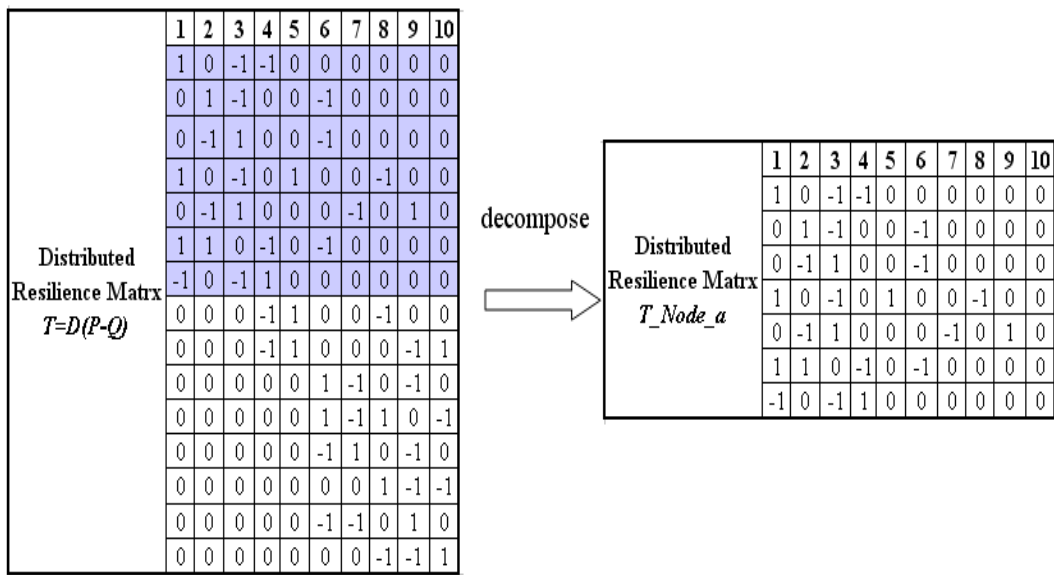 1 2 3 4 5 6 7 8 9 10
1 0 -1 -1 0 0 0 0 0 0
0 1 -1 0 0 -1 0 0 0 0
0 -1 1 0 0 -1 0 0 0 0
1 0 -1 0 1 0 0 -1 0 0
0 -1 1 0 0 0 -1 0 1 0
1 1 0 -1 0 -1 0 0 0 0
-1 0 -1 1 0 0 0 0 0 0
0 0 0 -1 1 0 0 -1 0 0
0 0 0 -1 1 0 0 0 -1 1
0 0 0 0 0 1 -1 0 -1 0
0 0 0 0 0 1 -1 1 0 -1
0 0 0 0 0 -1 1 0 -1 0
0 0 0 0 0 0 0 1 -1 -1
0 0 0 0 0 -1 -1 0 1 0
0 0 0 0 0 0 0 -1 -1 1
Distributed
Resilience Matrx
T=D(P-Q)
decompose
1 2 3 4 5 6 7 8 9 10
1 0 -1 -1 0 0 0 0 0 0
0 1 -1 0 0 -1 0 0 0 0
0 -1 1 0 0 -1 0 0 0 0
1 0 -1 0 1 0 0 -1 0 0
0 -1 1 0 0 0 -1 0 1 0
1 1 0 -1 0 -1 0 0 0 0
-1 0 -1 1 0 0 0 0 0 0
Distributed
Resilience Matrx
T_Node_a